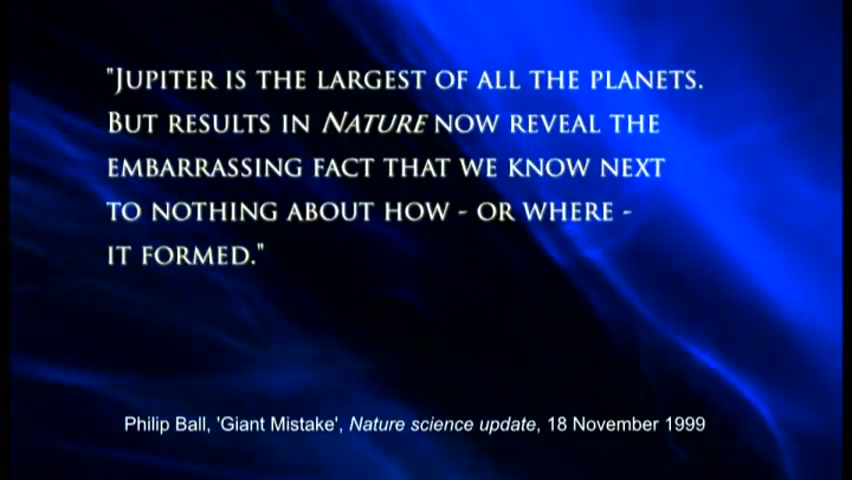 "Jupiter is the largest of all the planets.
But results in Nature now reveal the
embarrassing fact that we know next
to nothing about how - or where -
it formed."
Philip Ball, 'Giant Mistake', Nature science update, 18 November 1999